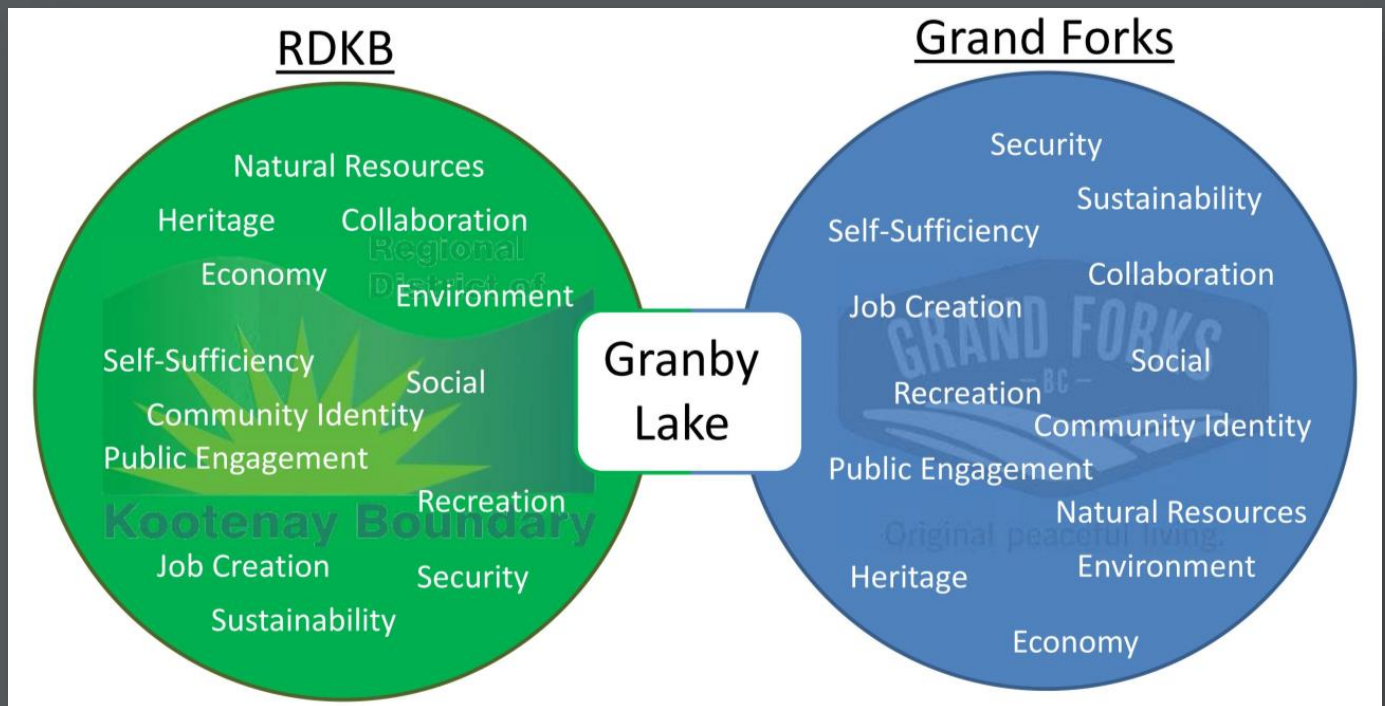 RDKB
Natural Resources
Heritage
Collaboration
Regional
District of
Economy
Environment
Self-Sufficiency
Social
Community Identity
Public Engagement
Recreation
Kootenay Boundary
Job Creation
Security
Sustainability
Granby
Lake
Grand Forks
Security
Sustainability
Self-Sufficiency
Collaboration
Job Creation
GRAND FORKS
BC
Social
Recreation
Community Identity
Public Engagement
Natural Resources
Original peaceful living.
Environment
Heritage
Economy